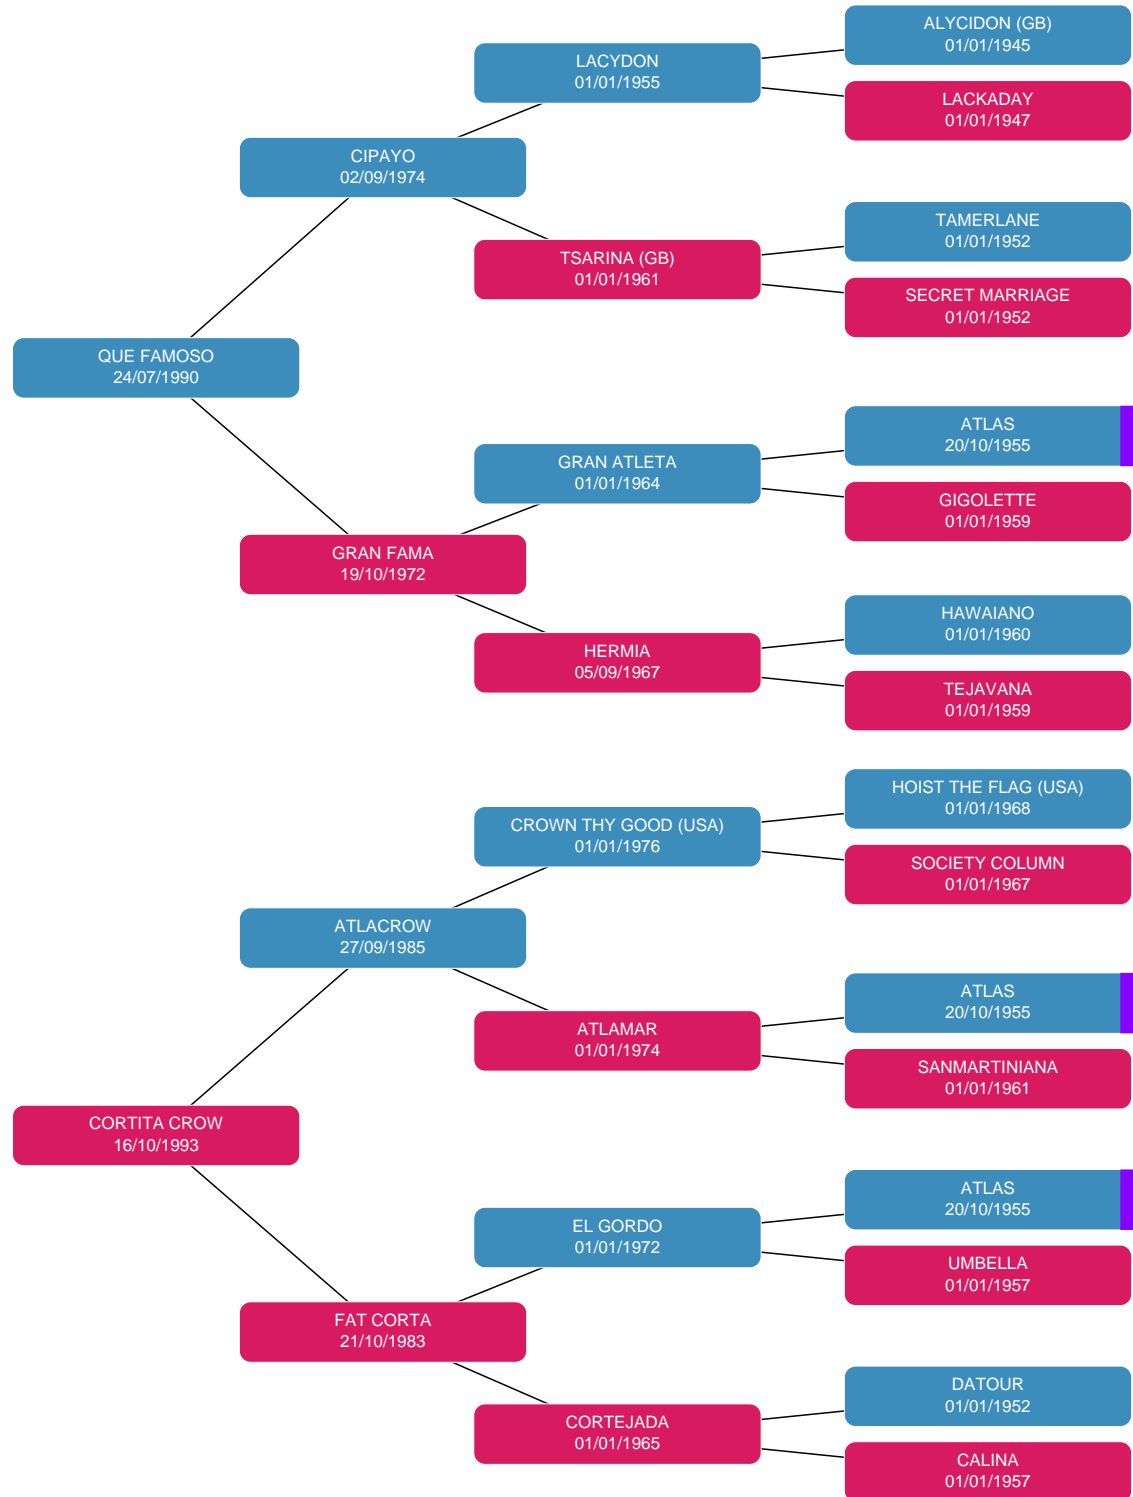 ALYCIDON (GB)
01/01/1945
LACYDON
01/01/1955
LACKADAY
01/01/1947
CIPAYO
02/09/1974
TAMERLANE
01/01/1952
TSARINA (GB)
01/01/1961
SECRET MARRIAGE
01/01/1952
QUE FAMOSO
24/07/1990
ATLAS
20/10/1955
GRAN ATLETA
01/01/1964
GIGOLETTE
01/01/1959
GRAN FAMA
19/10/1972
HAWAIANO
01/01/1960
HERMIA
05/09/1967
TEJAVANA
01/01/1959
HOIST THE FLAG (USA)
01/01/1968
CROWN THY GOOD (USA)
01/01/1976
SOCIETY COLUMN
01/01/1967
ATLACROW
27/09/1985
ATLAS
20/10/1955
ATLAMAR
01/01/1974
SANMARTINIANA
01/01/1961
CORTITA CROW
16/10/1993
ATLAS
20/10/1955
EL GORDO
01/01/1972
UMBELLA
01/01/1957
FAT CORTA
21/10/1983
DATOUR
01/01/1952
CORTEJADA
01/01/1965
CALINA
01/01/1957